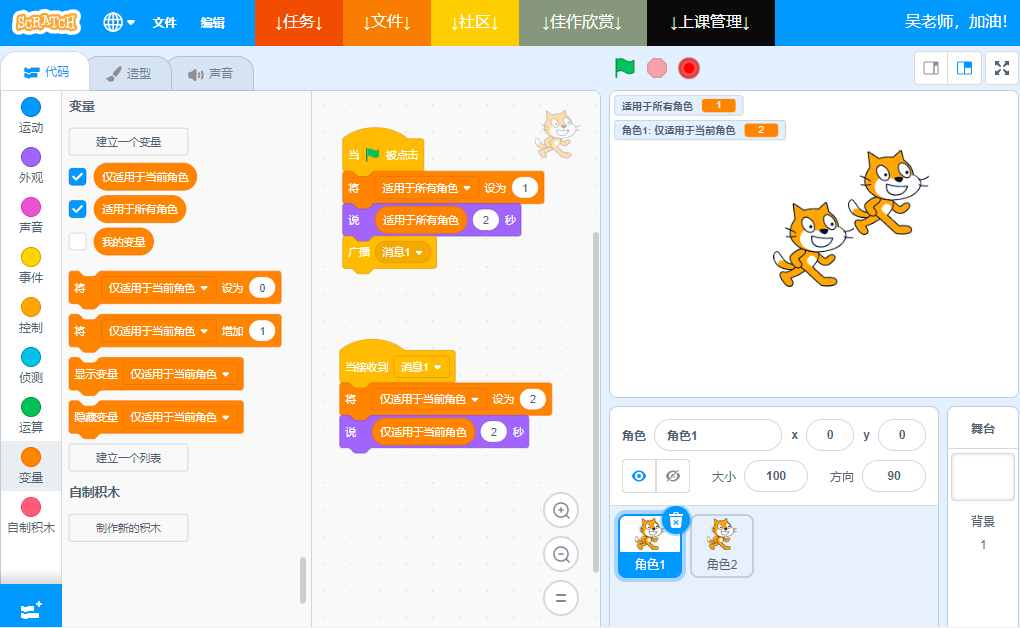 SCRATCH 文件 编辑 ↓任务↓ ↓文件↓ ↓社区↓ ↓佳作欣赏↓ ↓上课管理↓ 吴老师，加油!
代码 造型 声音
运动
外观
声音
事件
控制
侦测
运算
变量
自制积木
变量
建立一个变量
仅适用于当前角色
适用于所有角色
我的变量
将 仅适用于当前角色 设为 0
将 仅适用于当前角色 增加 1
显示变量 仅适用于当前角色
隐藏变量 仅适用于当前角色
建立一个列表
自制积木
制作新的积木
当 被点击
将 适用于所有角色 设为 1
说 适用于所有角色 2 秒
广播 消息1
当接收到 消息1
将 仅适用于当前角色 设为 2
说 仅适用于当前角色 2 秒
适用于所有角色 1
角色1: 仅适用于当前角色 2
角色 角色1 x 0 y 0
大小 100 方向 90
角色1 角色2
舞台
背景
1